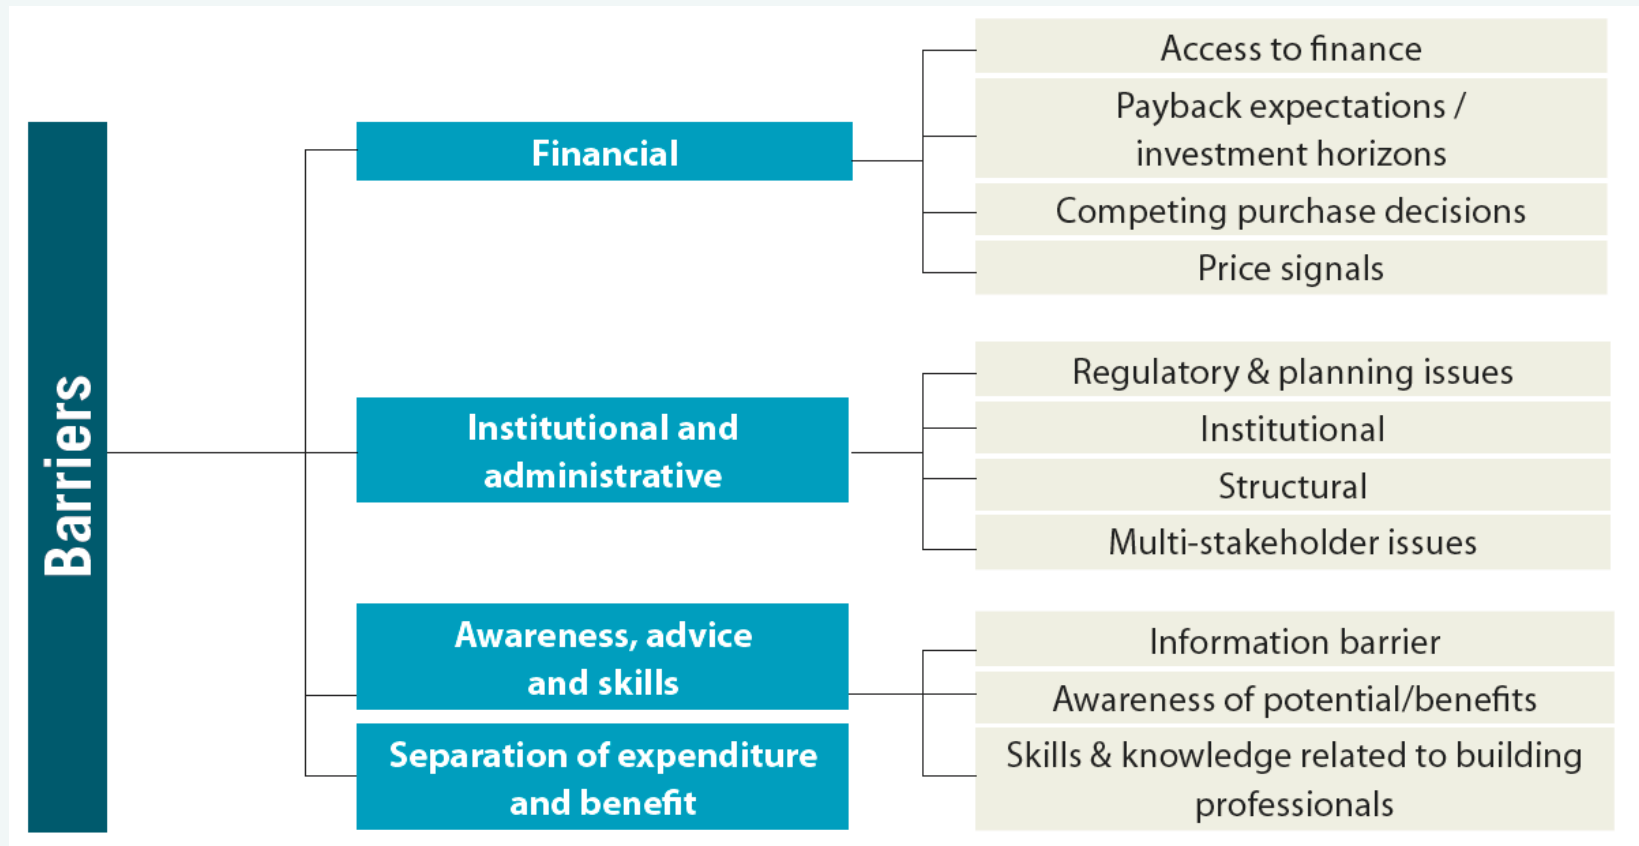 Barriers
Financial
Access to finance
Payback expectations /
investment horizons
Competing purchase decisions
Price signals
Institutional and
administrative
Regulatory & planning issues
Institutional
Structural
Multi-stakeholder issues
Awareness, advice
and skills
Information barrier
Awareness of potential/benefits
Skills & knowledge related to building
professionals
Separation of expenditure
and benefit